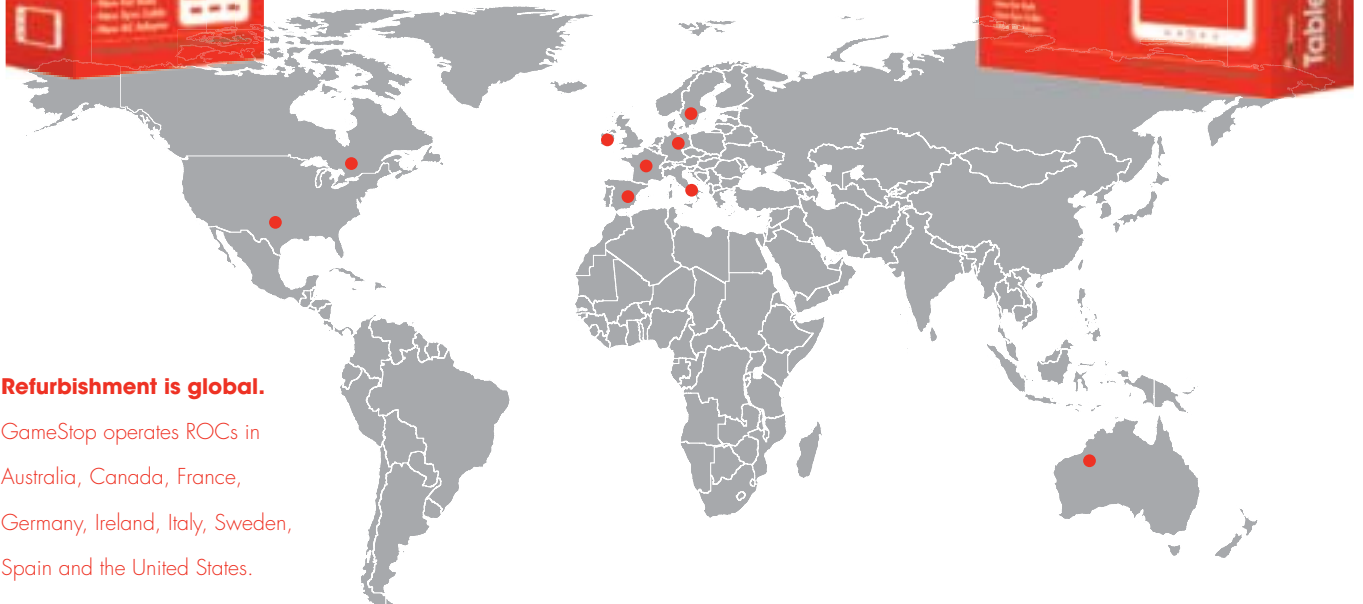 Table
Refurbishment is global.
GameStop operates ROCs in
Australia, Canada, France,
Germany, Ireland, Italy, Sweden,
Spain and the United States.